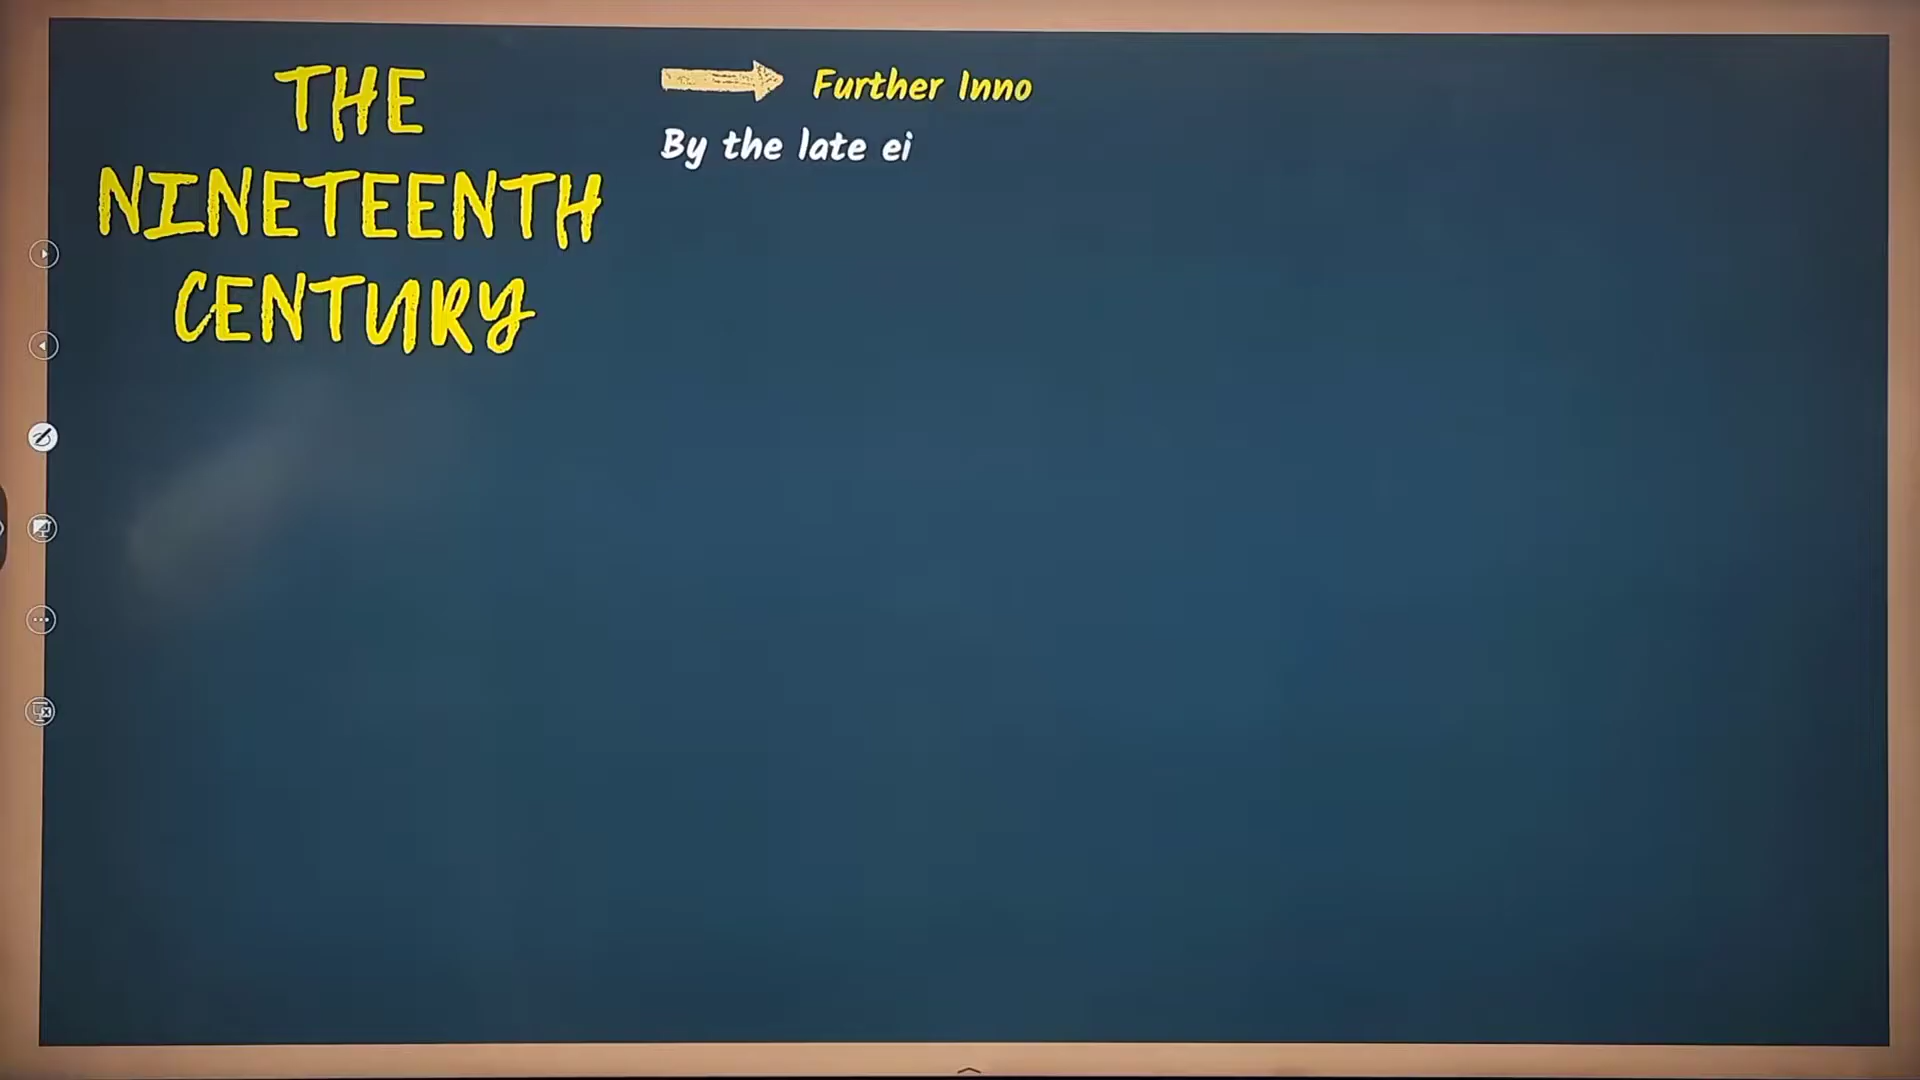 THE
NINETEENTH
CENTURY
Further Inno
By the late ei